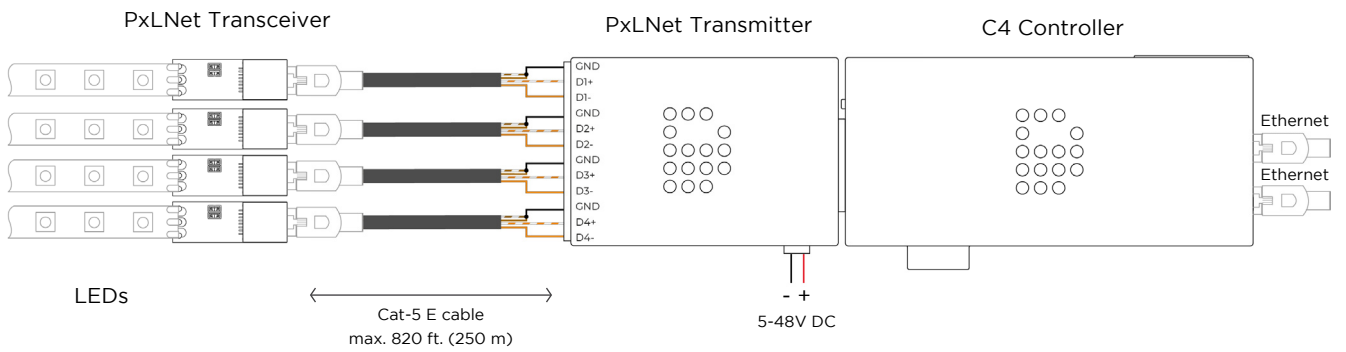 PxLNet Transceiver
PxLNet Transmitter
C4 Controller
GND
D1+
D1-
GND
D2+
D2-
GND
D3+
D3-
GND
D4+
D4-
Ethernet
Ethernet
LEDs
Cat-5 E cable
max. 820 ft. (250 m)
- +
5-48V DC